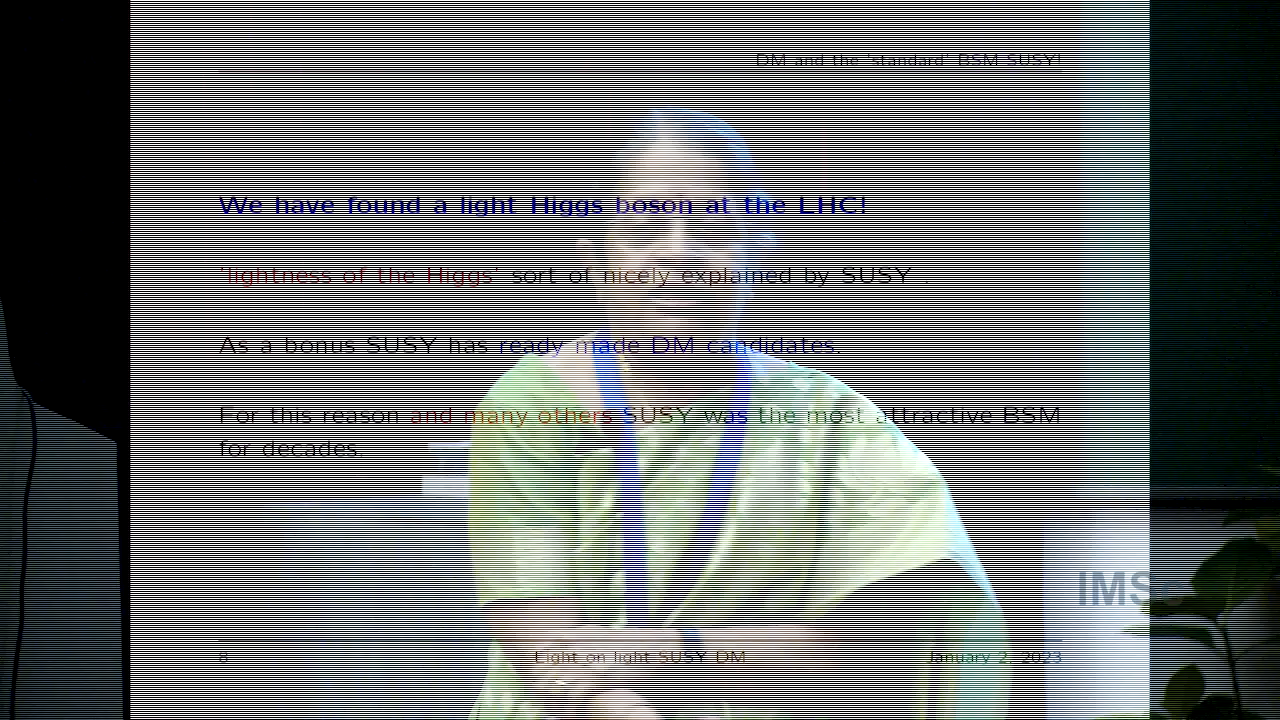 DM and the 'standard' BSM SUSY!
We have found a light Higgs boson at the LHC!
'lightness of the Higgs' sort of nicely explained by SUSY .
As a bonus SUSY has ready made DM candidates.
For this reason and many others SUSY was the most attractive BSM
for decades.
IMSc
8 Light on light SUSY DM January 2, 2023